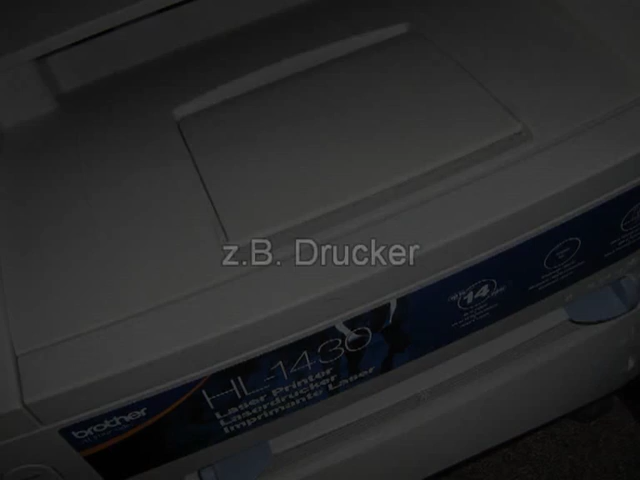 z.B. Drucker
14
HL-1430
Laser Printer
Laserdrucker
Imprimante Laser
brother